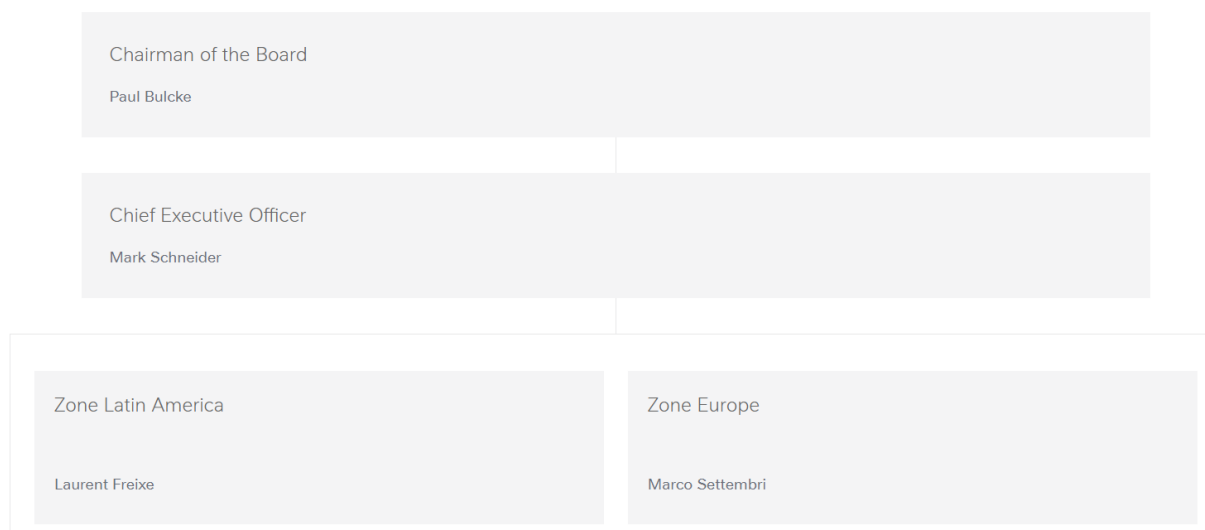 Chairman of the Board
Paul Bulcke
Chief Executive Officer
Mark Schneider
Zone Latin America
Laurent Freixe
Zone Europe
Marco Settembri